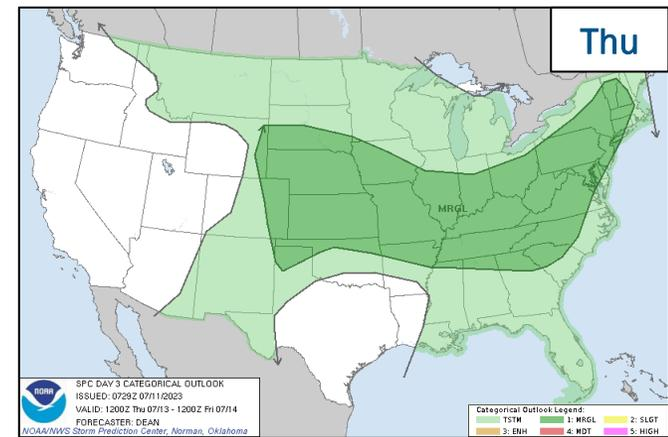 Thu
MRGL
SPC DAY 3 CATEGORICAL OUTLOOK
ISSUED: 0729Z 07/11/2023
VALID: 1200Z Thu 07/13 - 1200Z Fri 07/14
FORECASTER: DEAN
NOAA/NWS Storm Prediction Center, Norman, Oklahoma
NOAA
Categorical Outlook Legend:
TSTM 1: MRGL 2: SLGT
3: ENH 4: MDT 5: HIGH